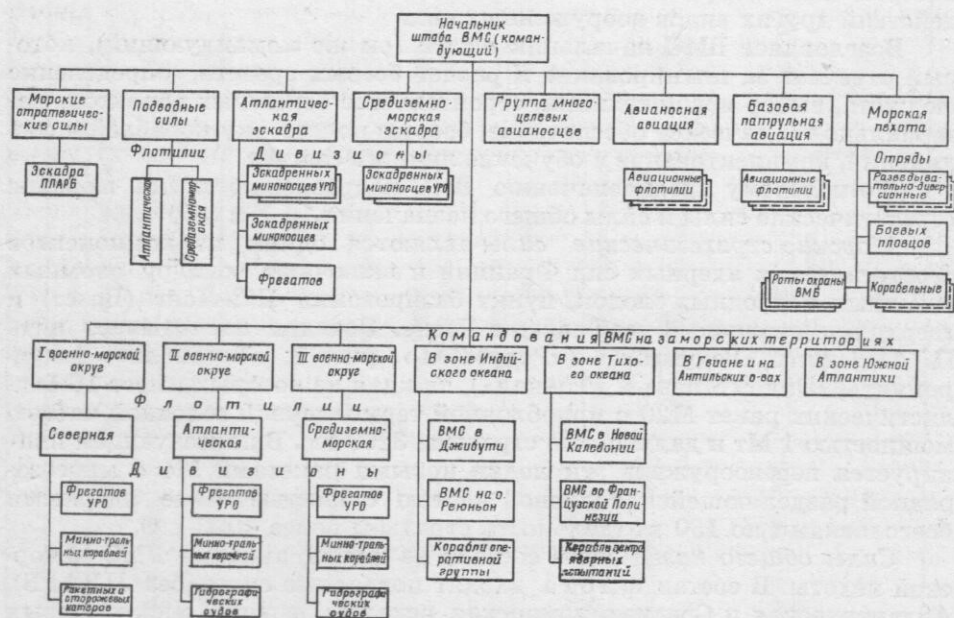 Начальник
штаба ВМС (коман-
дующий)
Морские
стратегичес-
кие силы
Подводные
силы
Атлантичес-
кая
эскадра
Средиземно-
морская
эскадра
Группа много-
целевых
авианосцев
Авианосная
авиация
Базовая
патрульная
авиация
Морская
пехота
Флотилии
Дивизионы
Отряды
Эскадра
ПЛАРБ
Атлантическая
Средиземномор-
ская
Эскадренных
миноносцев УРО
Эскадренных
миноносцев УРО
Авиационные
флотилии
Авиационные
флотилии
Разведыва-
тельно-дивер-
сионные
Эскадренных
миноносцев
Боевых
пловцов
Фрегатов
Роты охраны
ВМБ
Корабельные
Командования ВМС на заморских территориях
I военно-морской
округ
II военно-морской
округ
III военно-морской
округ
В зоне Индий-
ского океана
В зоне Тихо-
го океана
В Гвиане и на
Антильских о-вах
В зоне Южной
Атлантики
Флотилии
Северная
Атланти-
ческая
Средиземно-
морская
ВМС в
Джибути
ВМС в Новой
Каледонии
Дивизионы
Фрегатов
УРО
Фрегатов
УРО
Фрегатов
УРО
ВМС на о.
Реюньон
ВМС во Фран-
цузской Поли-
незии
Минно-траль-
ных кораблей
Минно-траль-
ных кораблей
Минно-траль-
ных кораблей
Корабли опе-
ративной
группы
Корабли центра
ядерных
испытаний
Ракетных и
сторожевых
катеров
Гидрографи-
ческих
судов
Гидрографи-
ческих
судов